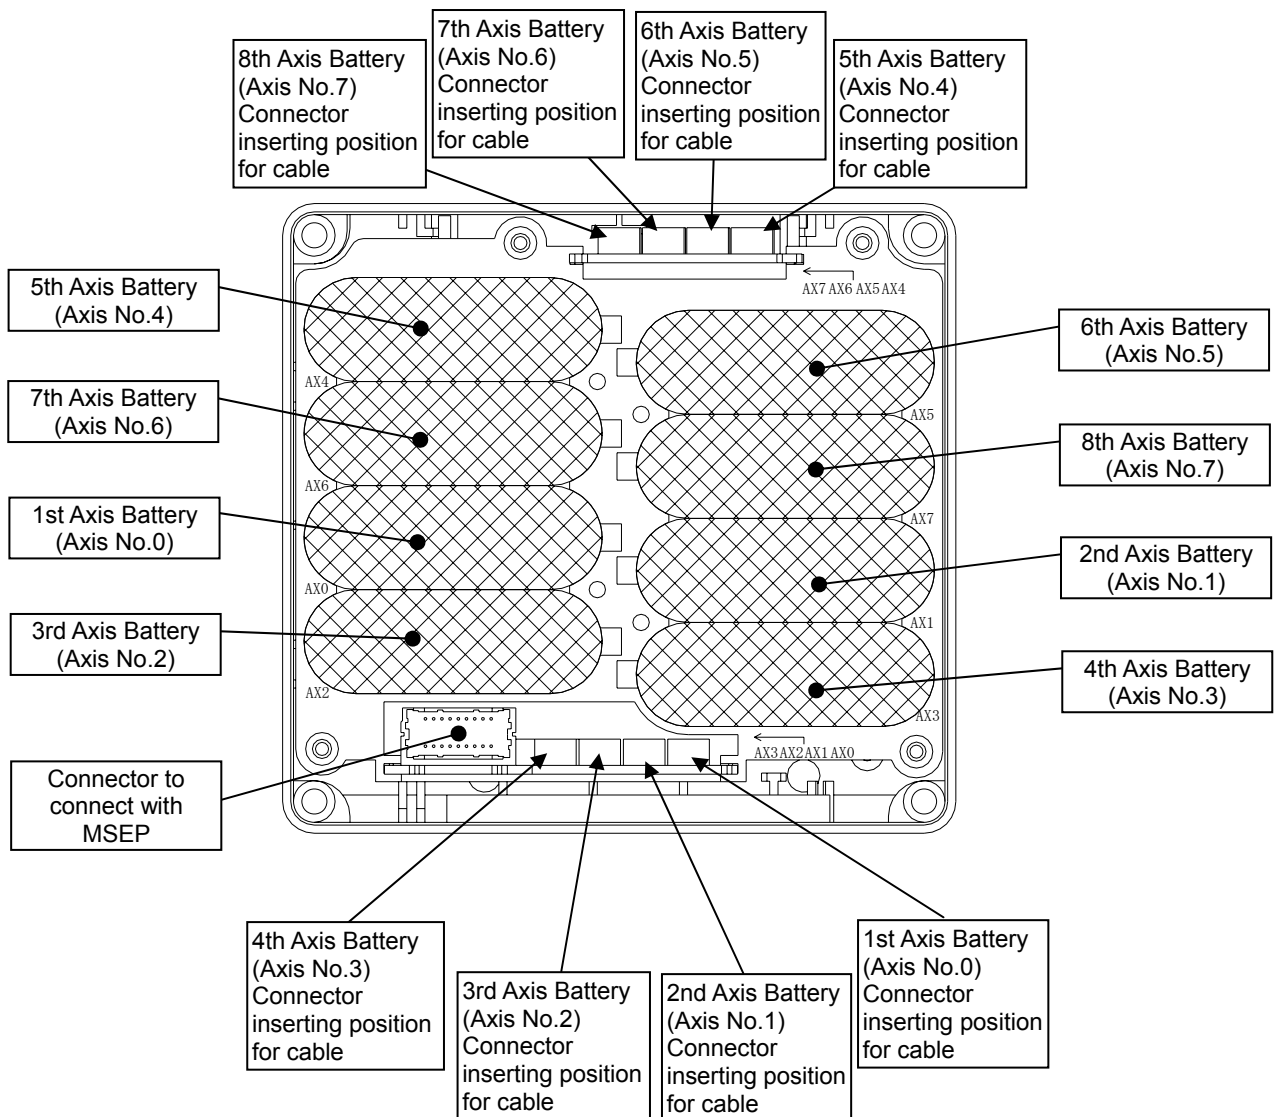 8th Axis Battery
(Axis No.7)
Connector
inserting position
for cable
7th Axis Battery
(Axis No.6)
Connector
inserting position
for cable
6th Axis Battery
(Axis No.5)
Connector
inserting position
for cable
5th Axis Battery
(Axis No.4)
Connector
inserting position
for cable
AX7 AX6 AX5 AX4
5th Axis Battery
(Axis No.4)
7th Axis Battery
(Axis No.6)
1st Axis Battery
(Axis No.0)
3rd Axis Battery
(Axis No.2)
Connector to
connect with
MSEP
AX4
AX6
AX0
AX2
AX5
AX7
AX1
AX3
6th Axis Battery
(Axis No.5)
8th Axis Battery
(Axis No.7)
2nd Axis Battery
(Axis No.1)
4th Axis Battery
(Axis No.3)
AX3 AX2 AX1 AX0
4th Axis Battery
(Axis No.3)
Connector
inserting position
for cable
3rd Axis Battery
(Axis No.2)
Connector
inserting position
for cable
2nd Axis Battery
(Axis No.1)
Connector
inserting position
for cable
1st Axis Battery
(Axis No.0)
Connector
inserting position
for cable